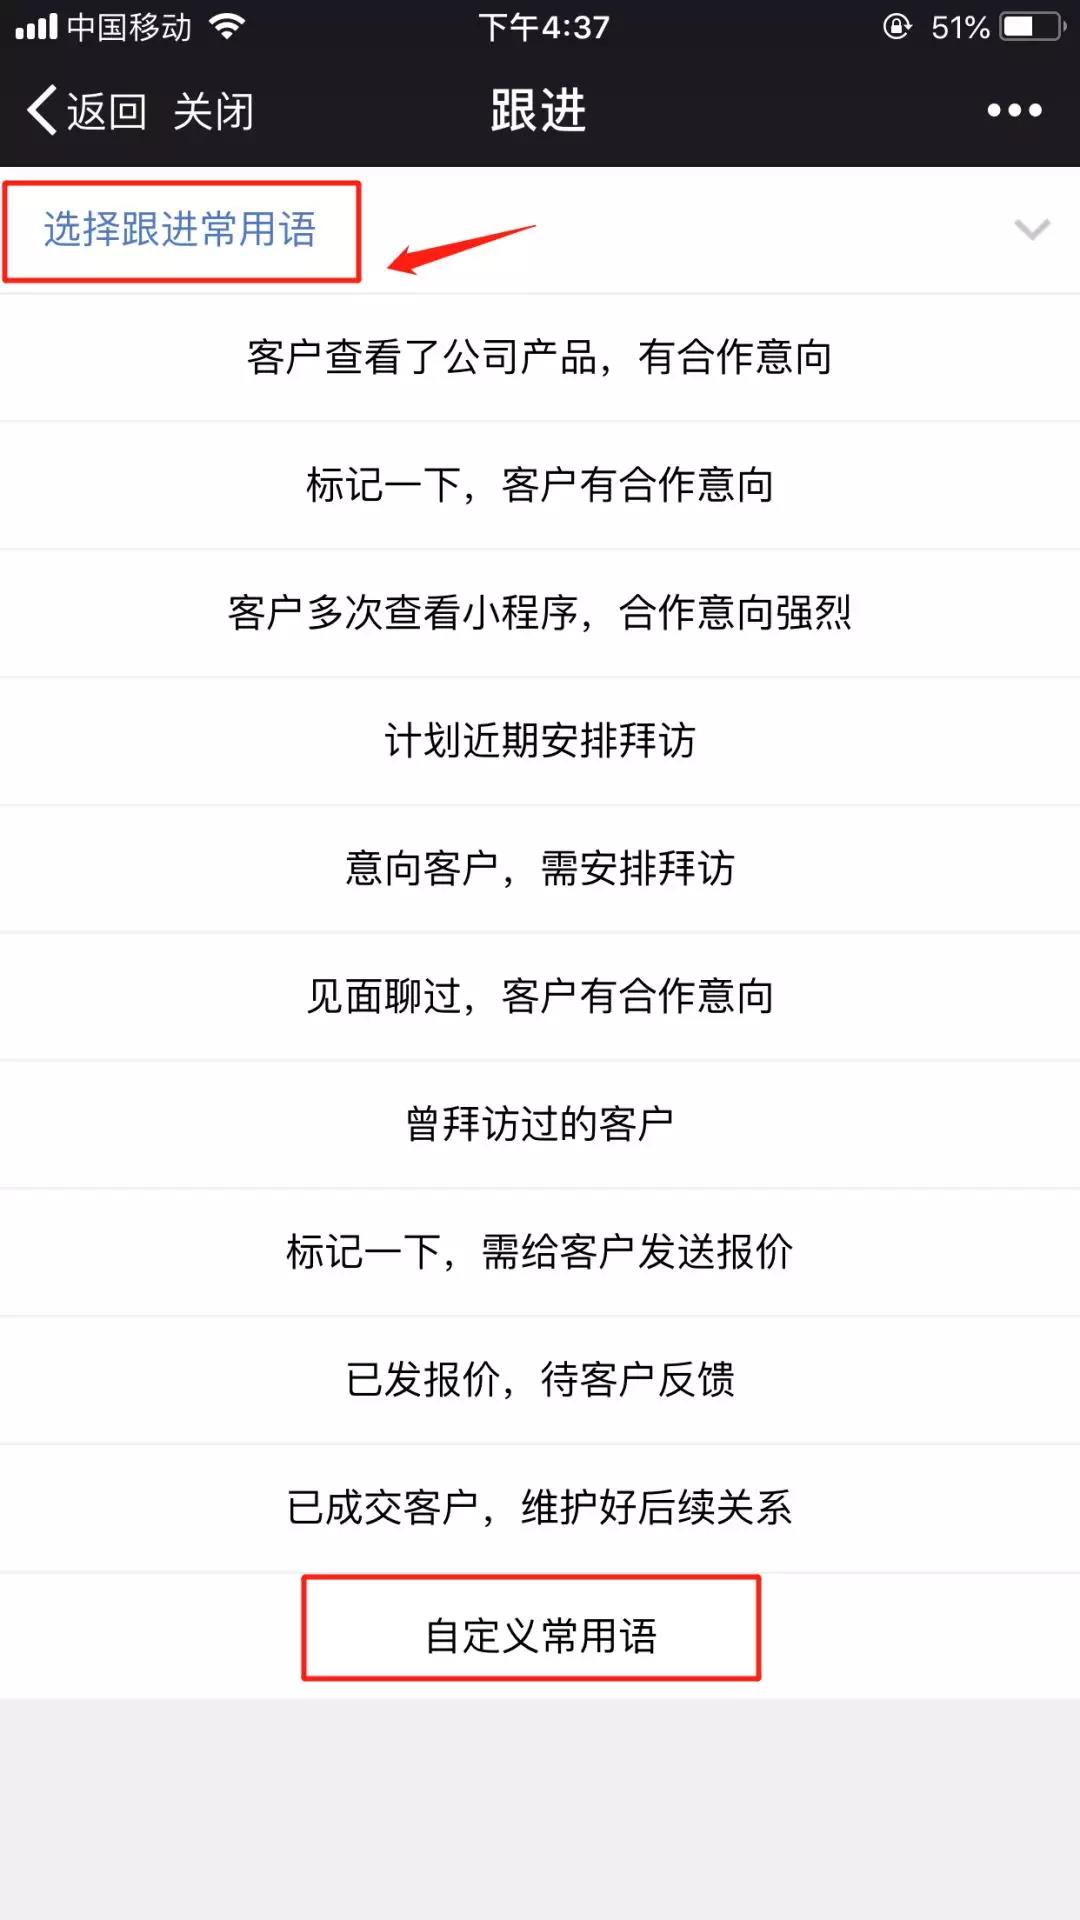 中国移动 下午4:37 51%
返回 关闭 跟进
选择跟进常用语
客户查看了公司产品，有合作意向
标记一下，客户有合作意向
客户多次查看小程序，合作意向强烈
计划近期安排拜访
意向客户，需安排拜访
见面聊过，客户有合作意向
曾拜访过的客户
标记一下，需给客户发送报价
已发报价，待客户反馈
已成交客户，维护好后续关系
自定义常用语